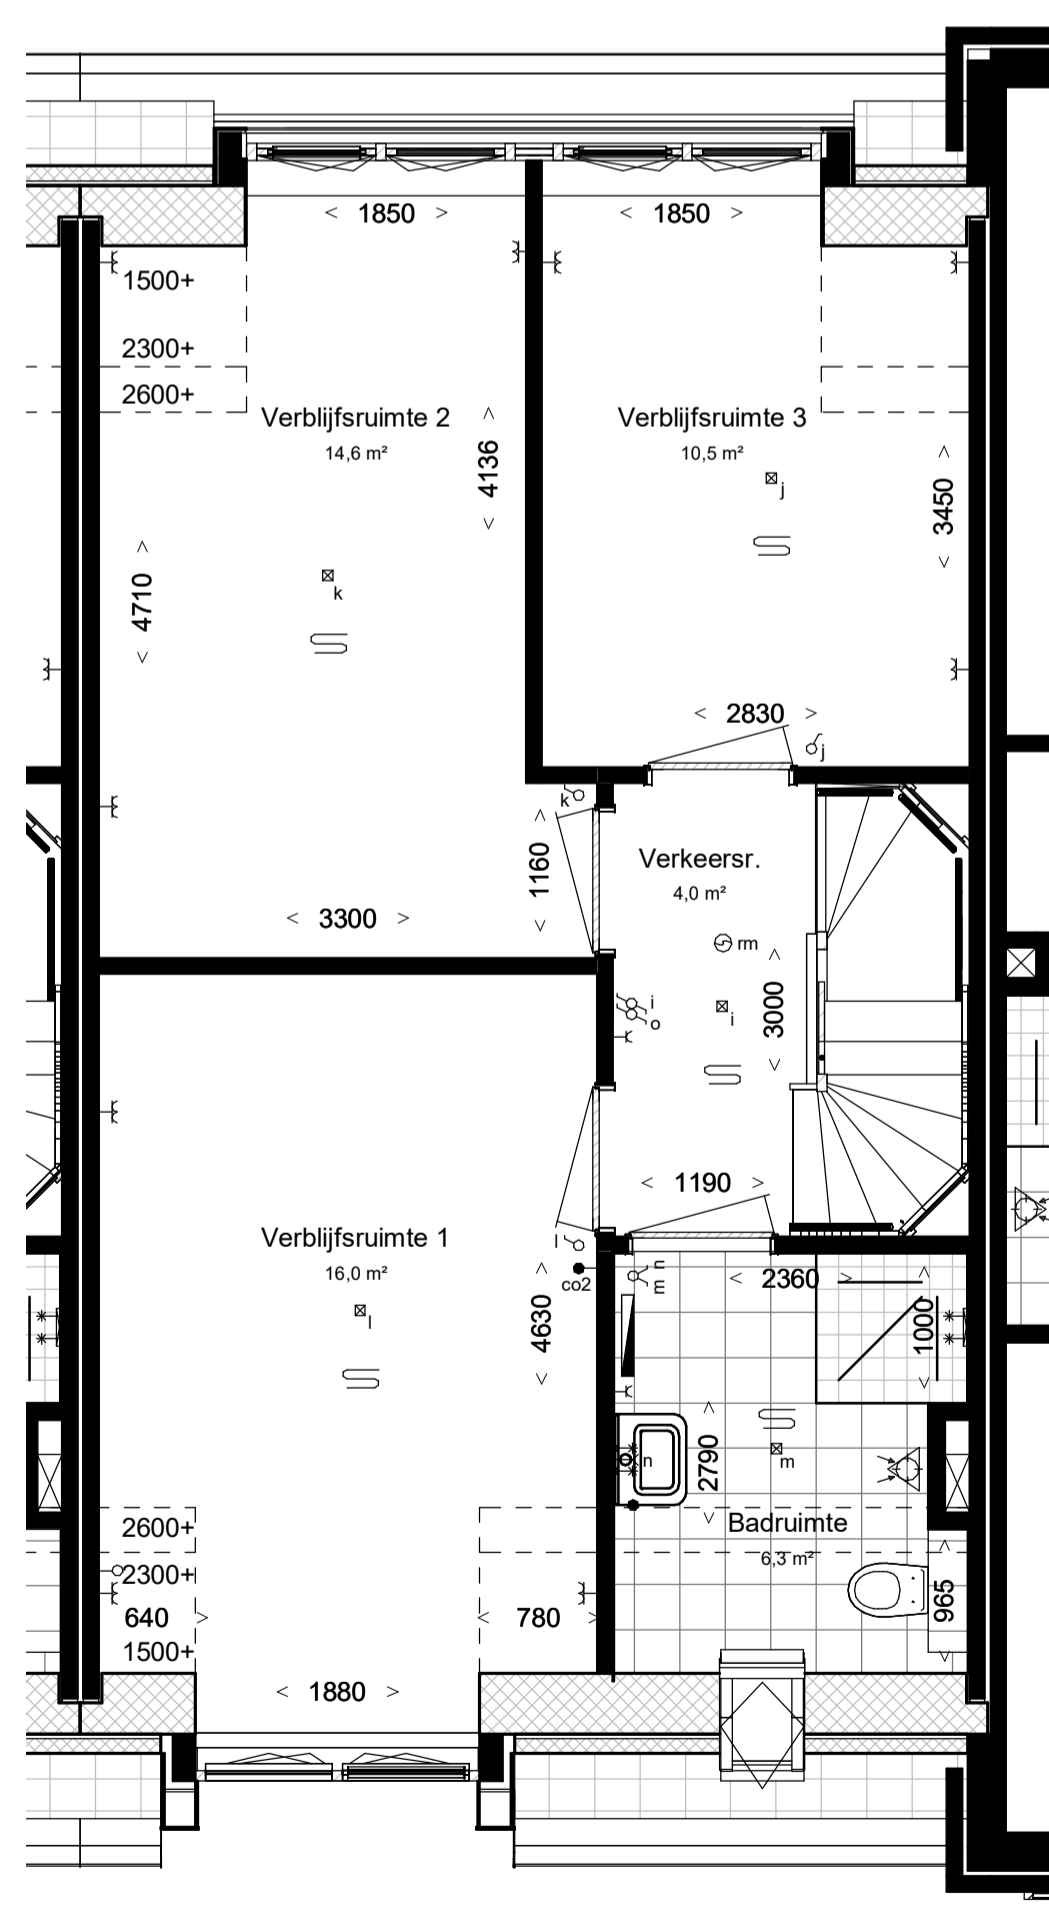 < 1850 >
< 1850 >
1500+
2300+
2600+
Verblijfsruimte 2
14,6 m²
Verblijfsruimte 3
10,5 m²
< 4136 >
< 3450 >
j
< 4710 >
k
< 2830 >
j
k
< 1160 >
Verkeersr.
4,0 m²
< 3300 >
rm
< 3000 >
i
o
i
< 1190 >
Verblijfsruimte 1
16,0 m²
l
co2
n
m
< 2360 >
< 1000 >
< 4630 >
l
n
< 2790 >
m
Badruimte
6,3 m²
2600+
2300+
640 >
< 780 >
< 965 >
1500+
< 1880 >